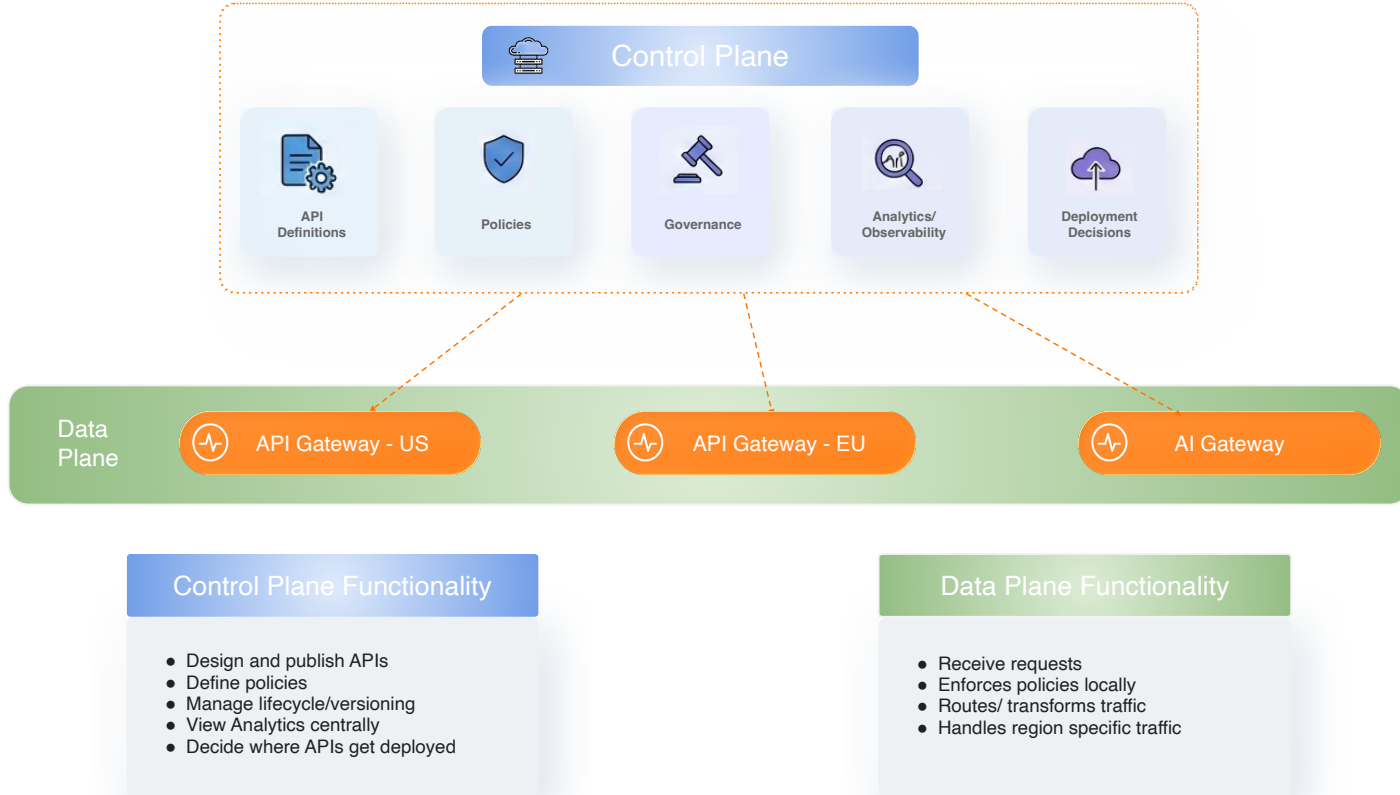 Control Plane
API
Definitions
Policies
Governance
Analytics/
Observability
Deployment
Decisions
Data
Plane
API Gateway - US
API Gateway - EU
AI Gateway
Control Plane Functionality
● Design and publish APIs
● Define policies
● Manage lifecycle/versioning
● View Analytics centrally
● Decide where APIs get deployed
Data Plane Functionality
● Receive requests
● Enforces policies locally
● Routes/ transforms traffic
● Handles region specific traffic